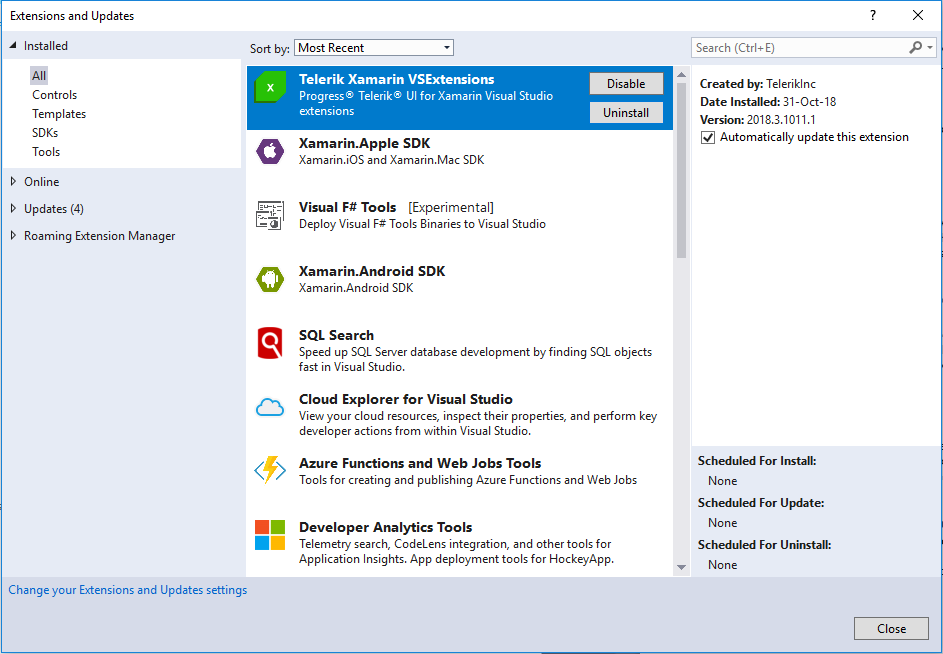 Extensions and Updates
?
Installed
All
Controls
Templates
SDKs
Tools
Online
Updates (4)
Roaming Extension Manager
Sort by: Most Recent
X
Telerik Xamarin VSExtensions
Progress® Telerik® UI for Xamarin Visual Studio
extensions
Disable
Uninstall
Xamarin.Apple SDK
Xamarin.iOS and Xamarin.Mac SDK
Visual F# Tools [Experimental]
Deploy Visual F# Tools Binaries to Visual Studio
Xamarin.Android SDK
Xamarin.Android SDK
SQL Search
Speed up SQL Server database development by finding SQL objects
fast in Visual Studio.
Cloud Explorer for Visual Studio
View your cloud resources, inspect their properties, and perform key
developer actions from within Visual Studio.
Azure Functions and Web Jobs Tools
Tools for creating and publishing Azure Functions and Web Jobs
Developer Analytics Tools
Telemetry search, CodeLens integration, and other tools for
Application Insights. App deployment tools for HockeyApp.
Search (Ctrl+E)
Created by: TelerikInc
Date Installed: 31-Oct-18
Version: 2018.3.1011.1
Automatically update this extension
Scheduled For Install:
None
Scheduled For Update:
None
Scheduled For Uninstall:
None
Change your Extensions and Updates settings
Close